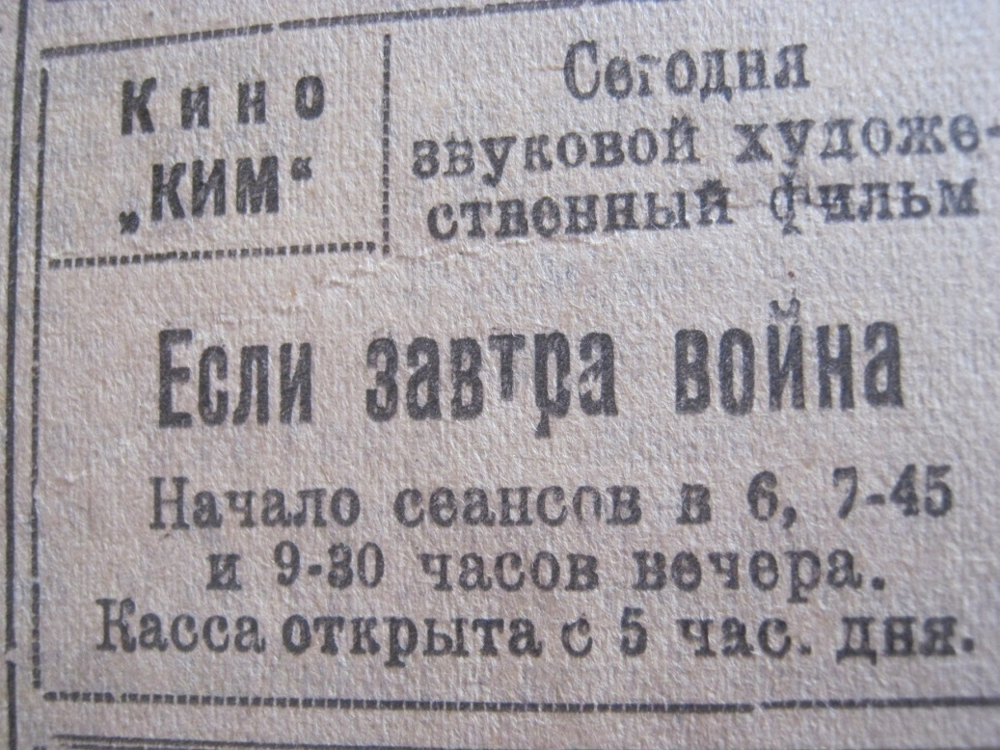 Кино
„КИМ“
Сегодня
звуковой художе-
ственный фильм
Если завтра война
Начало сеансов в 6, 7-45
и 9-30 часов вечера.
Касса открыта с 5 час. дня.